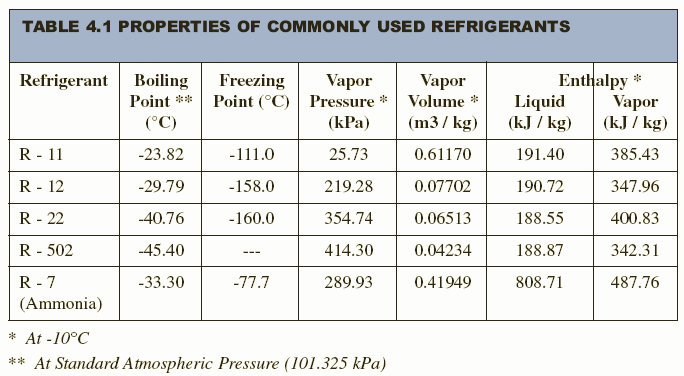 TABLE 4.1 PROPERTIES OF COMMONLY USED REFRIGERANTS
Refrigerant Boiling Freezing Vapor Vapor Enthalpy *
Point ** Point (°C) Pressure * Volume * Liquid Vapor
(°C) (kPa) (m3 / kg) (kJ / kg) (kJ / kg)
R - 11 -23.82 -111.0 25.73 0.61170 191.40 385.43
R - 12 -29.79 -158.0 219.28 0.07702 190.72 347.96
R - 22 -40.76 -160.0 354.74 0.06513 188.55 400.83
R - 502 -45.40 --- 414.30 0.04234 188.87 342.31
R - 7 -33.30 -77.7 289.93 0.41949 808.71 487.76
(Ammonia)
* At -10°C
** At Standard Atmospheric Pressure (101.325 kPa)